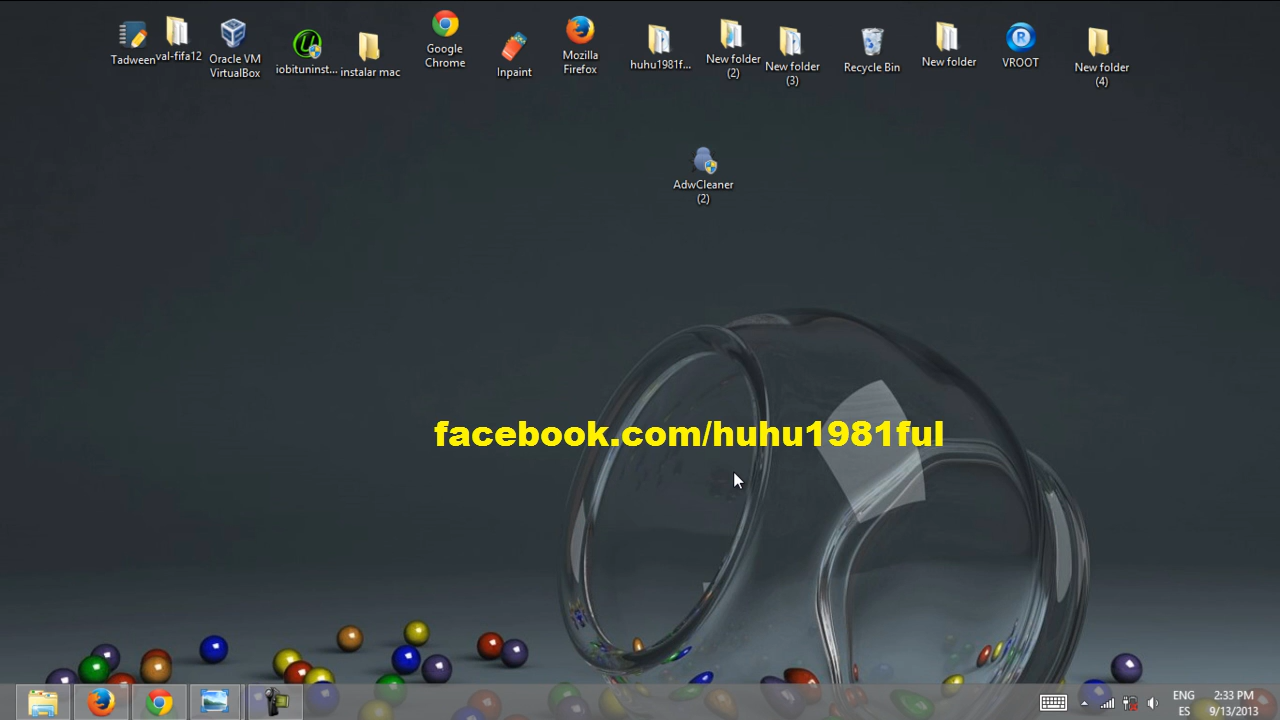 Tadween
val-fifa12
Oracle VM
VirtualBox
iobituninst...
instalar mac
Google
Chrome
Inpaint
Mozilla
Firefox
huhu1981f...
New folder
(2)
New folder
(3)
Recycle Bin
New folder
VROOT
New folder
(4)
AdwCleaner
(2)
facebook.com/huhu1981ful
ENG
ES
2:33 PM
9/13/2013